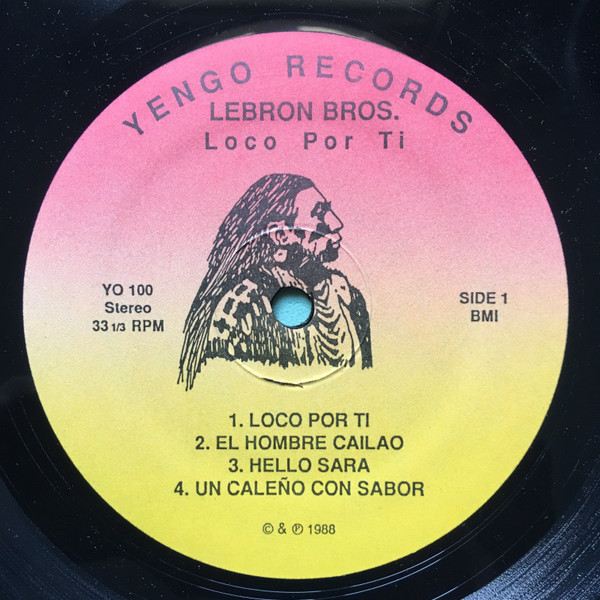 YENGO RECORDS
LEBRON BROS.
Loco Por Ti
YO 100
Stereo
33 1/3 RPM
SIDE 1
BMI
1. LOCO POR TI
2. EL HOMBRE CAILAO
3. HELLO SARA
4. UN CALEÑO CON SABOR
© & ℗ 1988